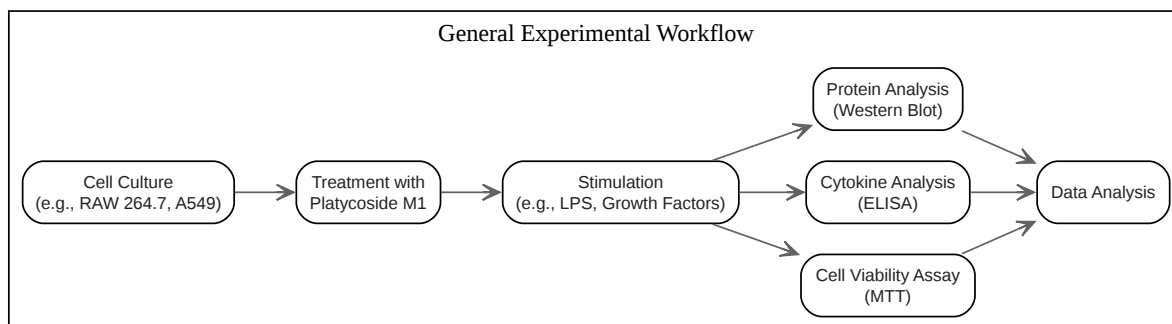 General Experimental Workflow
Protein Analysis
(Western Blot)
Cell Culture
(e.g., RAW 264.7, A549)
Treatment with
Platycoside M1
Stimulation
(e.g., LPS, Growth Factors)
Cytokine Analysis
(ELISA)
Data Analysis
Cell Viability Assay
(MTT)